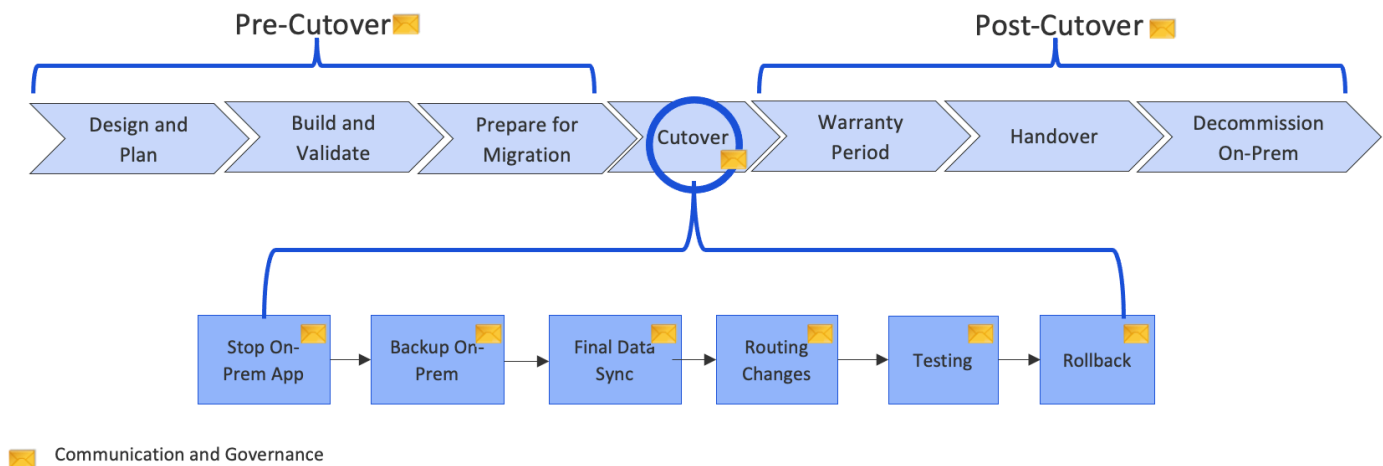 Pre-Cutover
Post-Cutover
Design and
Plan
Build and
Validate
Prepare for
Migration
Cutover
Warranty
Period
Handover
Decommission
On-Prem
Stop On-
Prem App
Backup On-
Prem
Final Data
Sync
Routing
Changes
Testing
Rollback
Communication and Governance